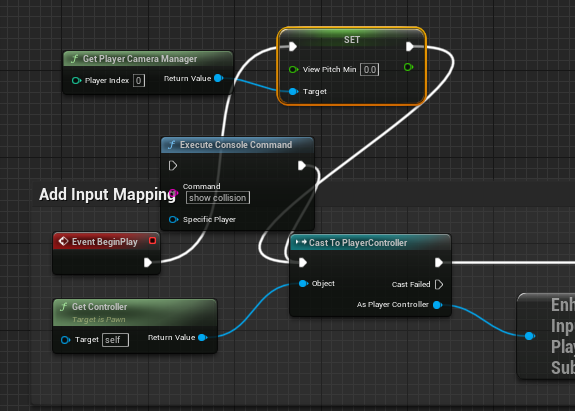 SET
Get Player Camera Manager
Player Index 0
Return Value
View Pitch Min 0.0
Target
Execute Console Command
Command
show collision
Specific Player
Add Input Mapping
Event BeginPlay
Cast To PlayerController
Object
Cast Failed
As Player Controller
Get Controller
Target is Pawn
Target self
Return Value
Enh
Inp
Play
Sub